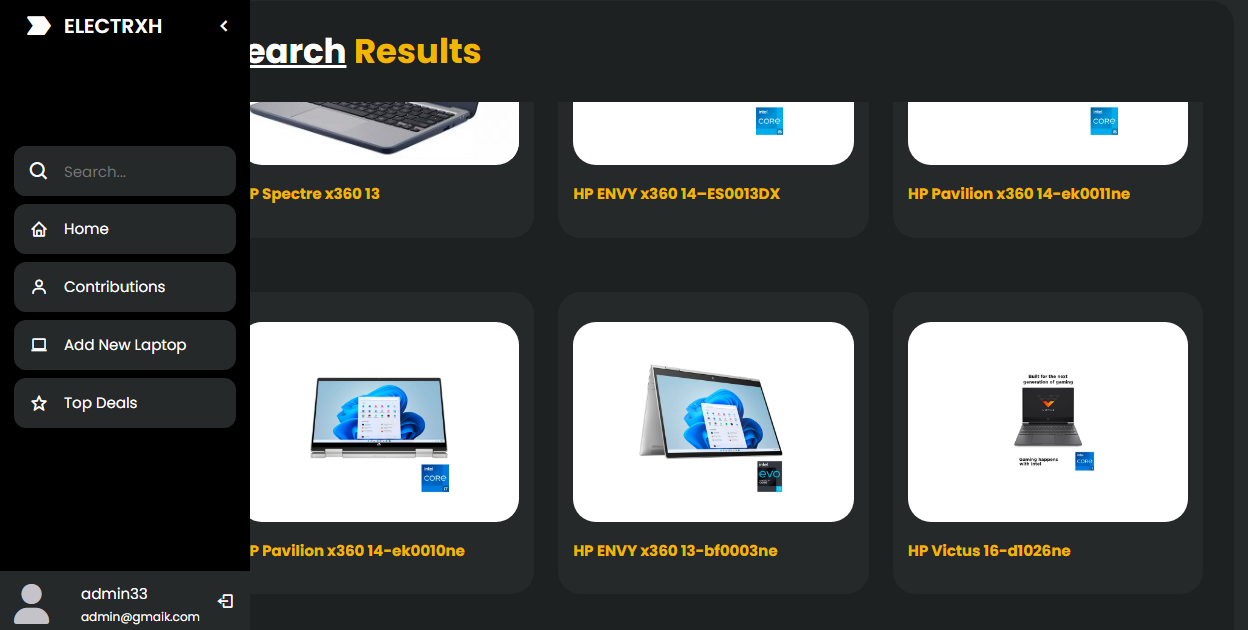 ELECTRXH
earch Results
Search...
Home
Contributions
Add New Laptop
Top Deals
admin33
admin@gmaik.com
intel
CORE
i5
intel
CORE
i5
P Spectre x360 13
HP ENVY x360 14–ES0013DX
HP Pavilion x360 14-ek0011ne
intel
CORE
i7
intel
evo
Built for the next
generation of gaming
VICTUS
Gaming happens
with Intel
intel
CORE
P Pavilion x360 14-ek0010ne
HP ENVY x360 13-bf0003ne
HP Victus 16-d1026ne